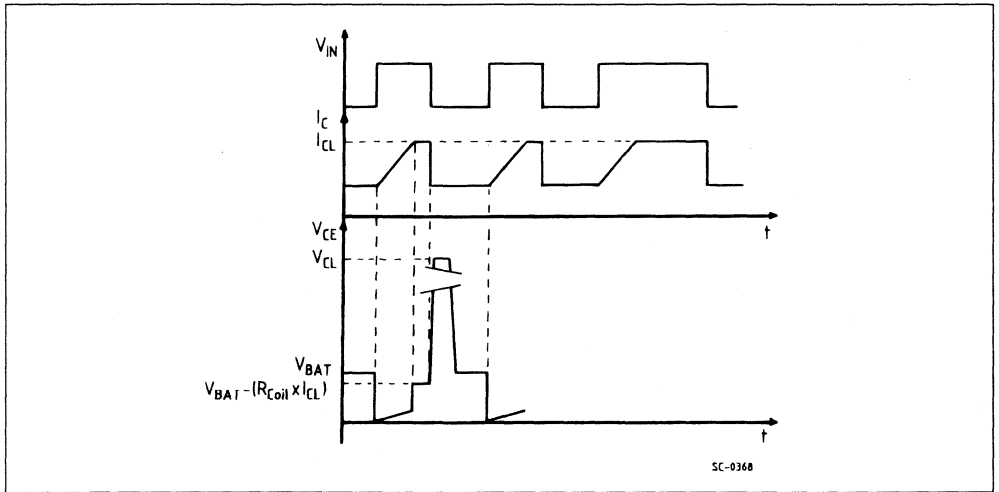 V_IN
I_C
I_CL
t
V_CE
V_CL
V_BAT
V_BAT-(R_Coil x I_CL)
t
SC-0368